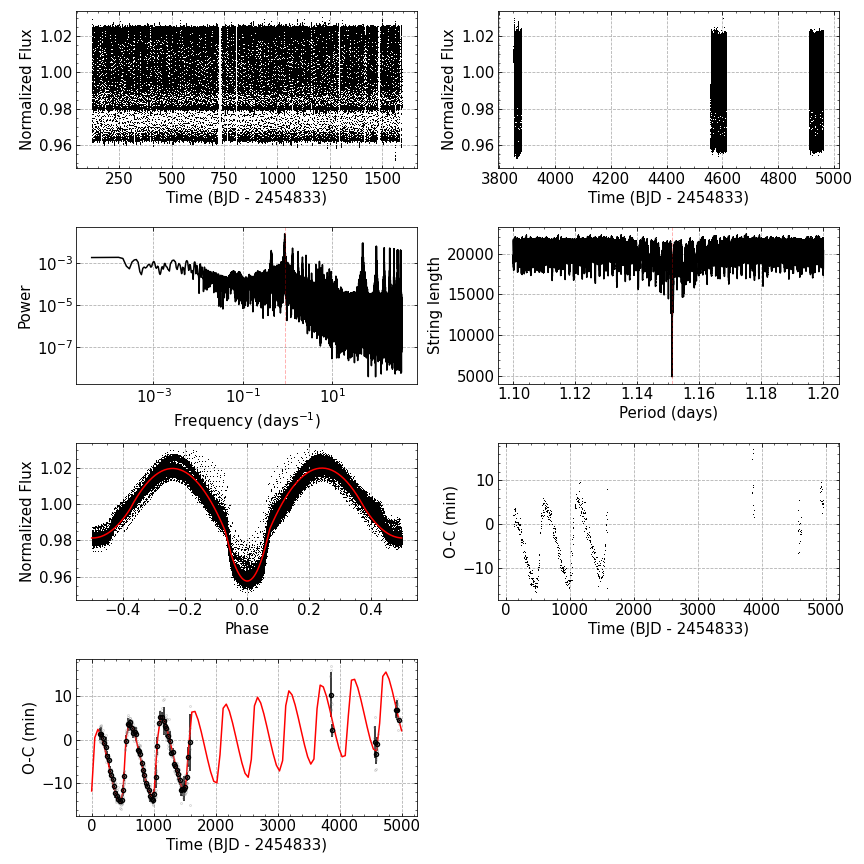 1.02
1.00
0.98
0.96
Normalized Flux
250 500 750 1000 1250 1500
Time (BJD - 2454833)
1.02
1.00
0.98
0.96
Normalized Flux
3800 4000 4200 4400 4600 4800 5000
Time (BJD - 2454833)
10⁻³
10⁻⁵
10⁻⁷
Power
10⁻³ 10⁻¹ 10¹
Frequency (days⁻¹)
20000
15000
10000
5000
String length
1.10 1.12 1.14 1.16 1.18 1.20
Period (days)
1.02
1.00
0.98
0.96
Normalized Flux
−0.4 −0.2 0.0 0.2 0.4
Phase
10
0
−10
O-C (min)
0 1000 2000 3000 4000 5000
Time (BJD - 2454833)
10
0
−10
O-C (min)
0 1000 2000 3000 4000 5000
Time (BJD - 2454833)